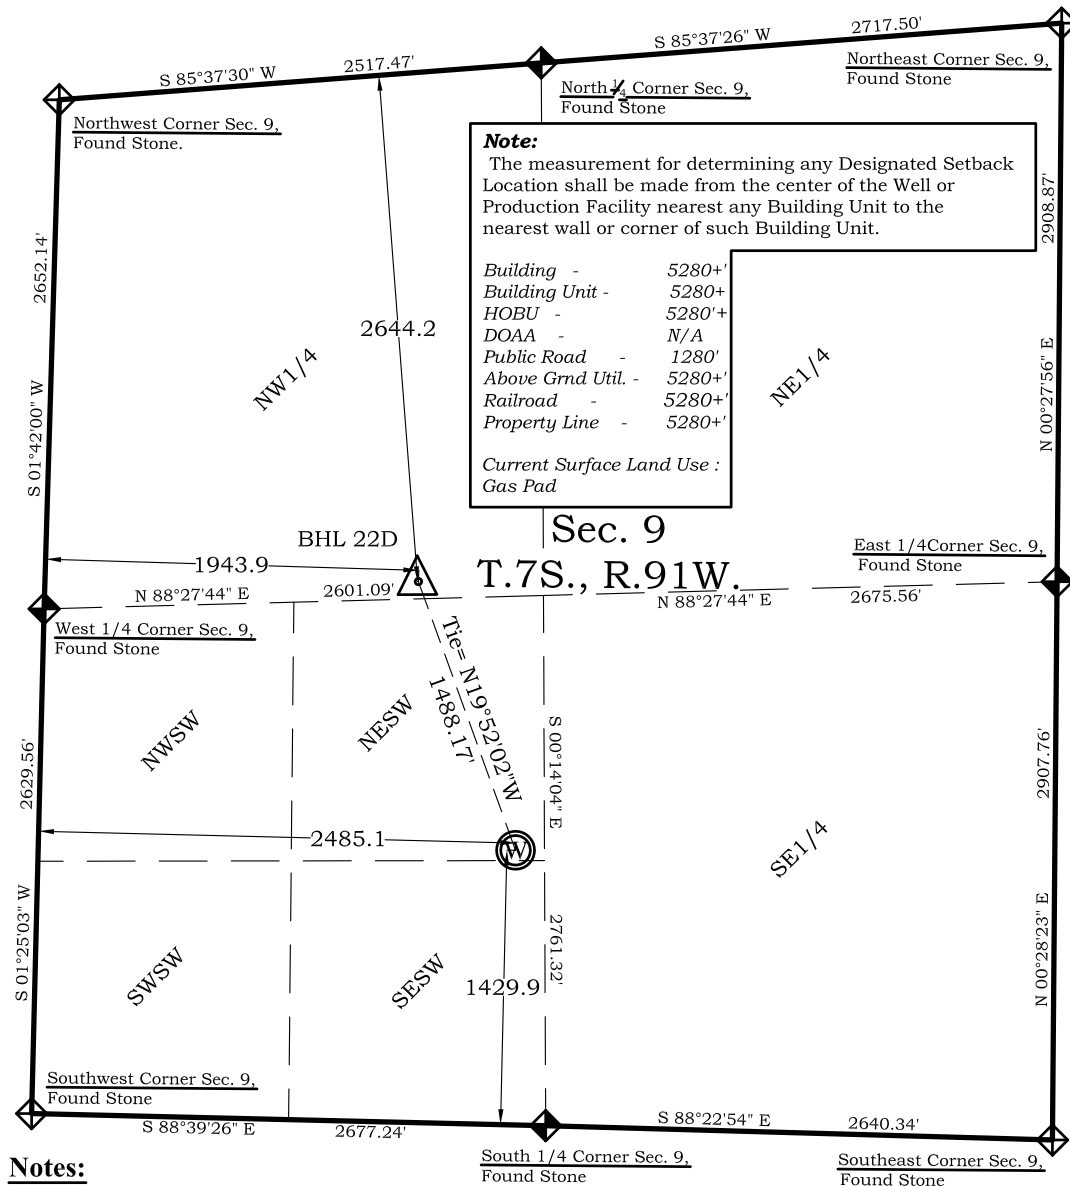 S 85°37'30" W 2517.47'
S 85°37'26" W 2717.50'
Northwest Corner Sec. 9,
Found Stone.
North 1/4 Corner Sec. 9,
Found Stone
Northeast Corner Sec. 9,
Found Stone
Note:
The measurement for determining any Designated Setback
Location shall be made from the center of the Well or
Production Facility nearest any Building Unit to the
nearest wall or corner of such Building Unit.
Building - 5280+'
Building Unit - 5280+
HOBU - 5280'+
DOAA - N/A
Public Road - 1280'
Above Grnd Util. - 5280+'
Railroad - 5280+'
Property Line - 5280+'
Current Surface Land Use :
Gas Pad
2652.14'
S 01°42'00" W
2644.2
NW1/4
NE1/4
2908.87'
N 00°27'56" E
Sec. 9
T.7S., R.91W.
BHL 22D
1943.9
N 88°27'44" E 2601.09'
N 88°27'44" E 2675.56'
East 1/4Corner Sec. 9,
Found Stone
West 1/4 Corner Sec. 9,
Found Stone
Tie= N19°52'02"W
1488.17'
NWSW
NESW
S 00°14'04" E
2761.32'
2629.56'
S 01°25'03" W
2485.1
W
SE1/4
2907.76'
N 00°28'23" E
SWSW
SESW
1429.9
Southwest Corner Sec. 9,
Found Stone
S 88°39'26" E 2677.24'
S 88°22'54" E 2640.34'
South 1/4 Corner Sec. 9,
Found Stone
Southeast Corner Sec. 9,
Found Stone
Notes: